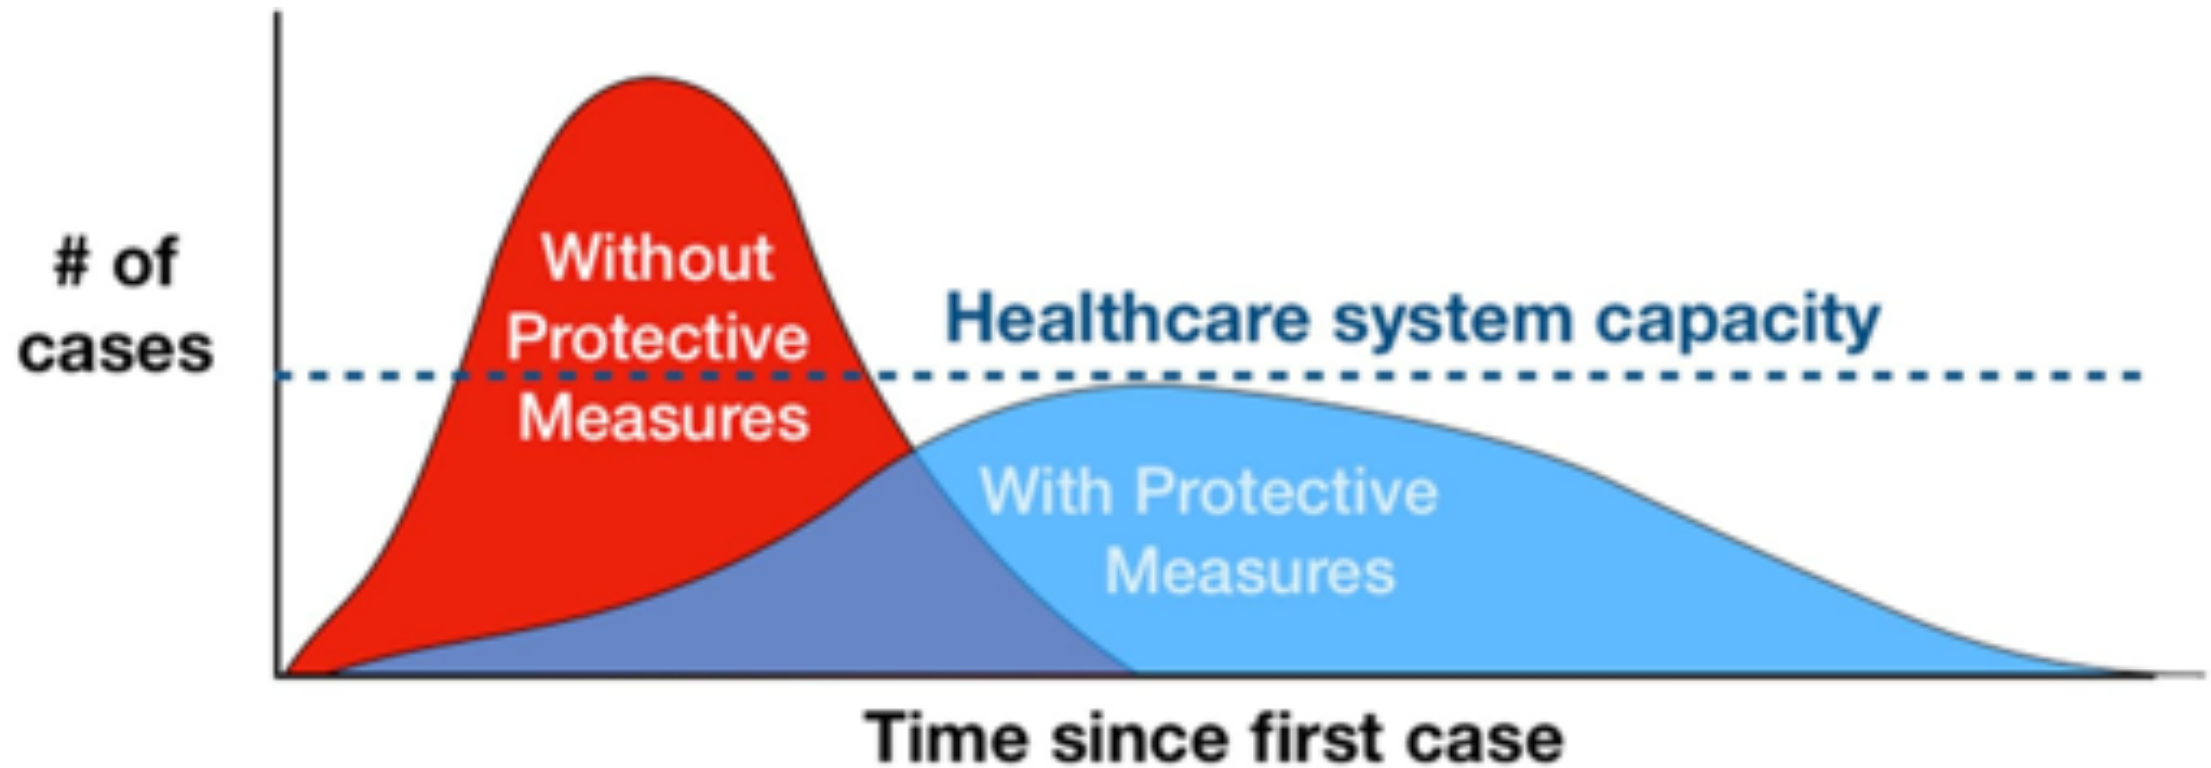 # of
cases
Without
Protective
Measures
Healthcare system capacity
With Protective
Measures
Time since first case